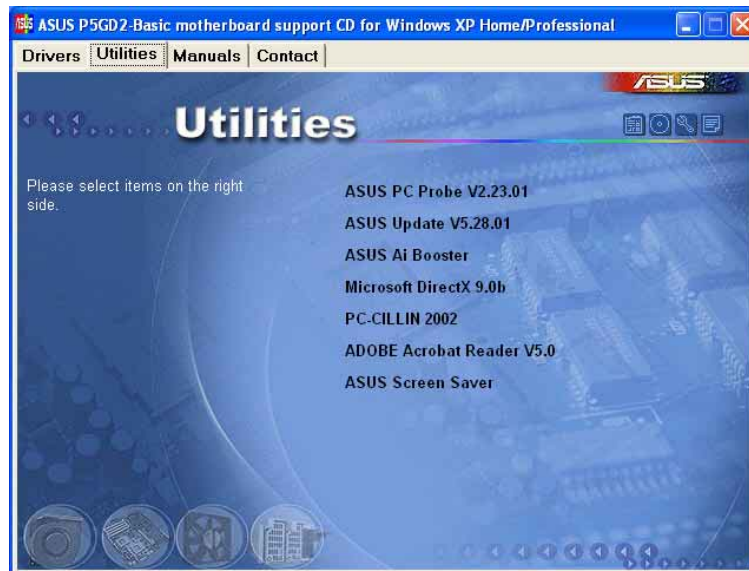 ASUS P5GD2-Basic motherboard support CD for Windows XP Home/Professional
Drivers Utilities Manuals Contact
ASUS
Utilities
Please select items on the right
side.
ASUS PC Probe V2.23.01
ASUS Update V5.28.01
ASUS Ai Booster
Microsoft DirectX 9.0b
PC-CILLIN 2002
ADOBE Acrobat Reader V5.0
ASUS Screen Saver